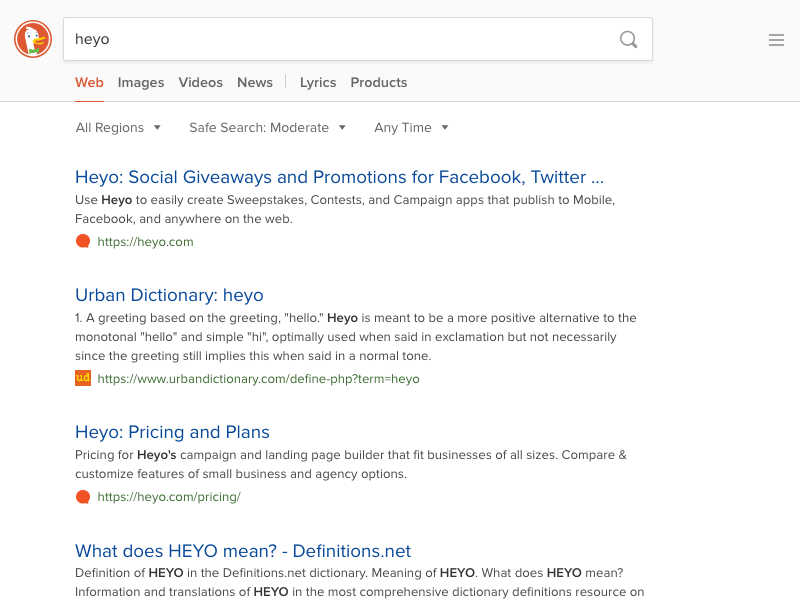 heyo
Web Images Videos News Lyrics Products
All Regions Safe Search: Moderate Any Time
Heyo: Social Giveaways and Promotions for Facebook, Twitter ...
Use Heyo to easily create Sweepstakes, Contests, and Campaign apps that publish to Mobile,
Facebook, and anywhere on the web.
https://heyo.com
Urban Dictionary: heyo
1. A greeting based on the greeting, "hello." Heyo is meant to be a more positive alternative to the
monotonal "hello" and simple "hi", optimally used when said in exclamation but not necessarily
since the greeting still implies this when said in a normal tone.
ud https://www.urbandictionary.com/define-php?term=heyo
Heyo: Pricing and Plans
Pricing for Heyo's campaign and landing page builder that fit businesses of all sizes. Compare &
customize features of small business and agency options.
https://heyo.com/pricing/
What does HEYO mean? - Definitions.net
Definition of HEYO in the Definitions.net dictionary. Meaning of HEYO. What does HEYO mean?
Information and translations of HEYO in the most comprehensive dictionary definitions resource on